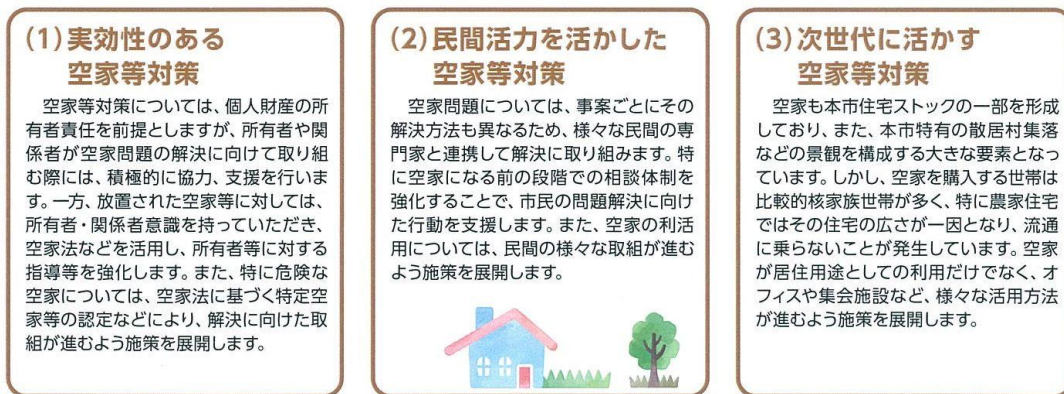 (1)実効性のある
空家等対策
空家等対策については、個人財産の所
有者責任を前提としますが、所有者や関
係者が空家問題の解決に向けて取り組
む際には、積極的に協力、支援を行いま
す。一方、放置された空家等に対しては、
所有者・関係者意識を持っていただき、
空家法などを活用し、所有者等に対する
指導等を強化します。また、特に危険な
空家については、空家法に基づく特定空
家等の認定などにより、解決に向けた取
組が進むよう施策を展開します。
(2)民間活力を活かした
空家等対策
空家問題については、事案ごとにその
解決方法も異なるため、様々な民間の専
門家と連携して解決に取り組みます。特
に空家になる前の段階での相談体制を
強化することで、市民の問題解決に向け
た行動を支援します。また、空家の利活
用については、民間の様々な取組が進む
よう施策を展開します。
(3)次世代に活かす
空家等対策
空家も本市住宅ストックの一部を形成
しており、また、本市特有の散居村集落
などの景観を構成する大きな要素となっ
ています。しかし、空家を購入する世帯は
比較的核家族世帯が多く、特に農家住宅
ではその住宅の広さが一因となり、流通
に乗らないことが発生しています。空家
が居住用途としての利用だけでなく、オ
フィスや集会施設など、様々な活用方法
が進むよう施策を展開します。